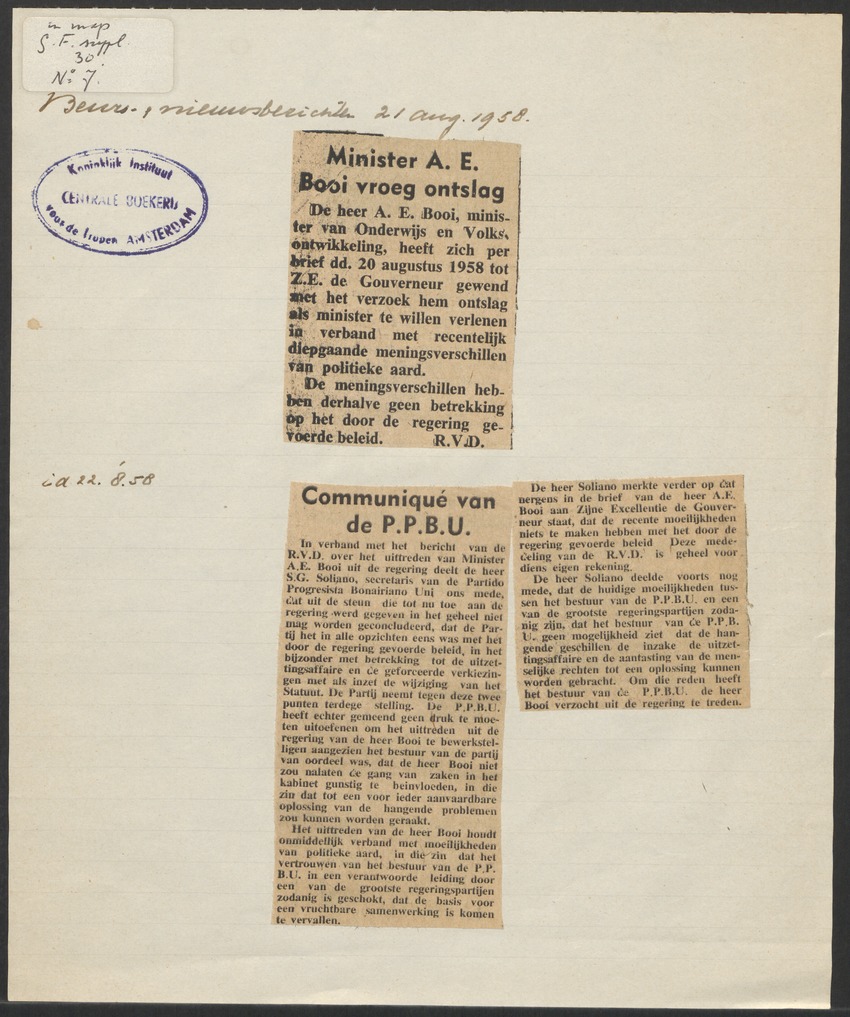 in map
S.F. suppl.
30
No 7.
Beurs- , nieuwsberichten 21 aug. 1958.
Koninklijk Instituut
CENTRALE BOEKERIJ
voor de Tropen AMSTERDAM
Minister A. E.
Booi vroeg ontslag
De heer A. E. Booi, minis-
ter van Onderwijs en Volks,
ontwikkeling, heeft zich per
brief dd. 20 augustus 1958 tot
Z.E. de Gouverneur gewend
met het verzoek hem ontslag
als minister te willen verlenen
in verband met recentelijk
diepgaande meningsverschillen
van politieke aard.
De meningsverschillen heb-
ben derhalve geen betrekking
op het door de regering ge-
voerde beleid. R.V.D.
id 22. 8.58
Communiqué van
de P.P.B.U.
In verband met het bericht van de
R.V.D. over het uittreden van Minister
A.E. Booi uit de regering deelt de heer
S.G. Soliano, secretaris van de Partido
Progresista Bonairiano Uni ons mede,
dat uit de steun die tot nu toe aan de
regering werd gegeven in het geheel niet
mag worden geconcludeerd, dat de Par-
tij het in alle opzichten eens was met het
door de regering gevoerde beleid, in het
bijzonder met betrekking tot de uitzet-
tingsaffaire en de geforceerde verkiezin-
gen met als inzet de wijziging van het
Statuut. De Partij neemt tegen deze twee
punten terdege stelling. De P.P.B.U.
heeft echter gemeend geen druk te moe-
ten uitoefenen om het uittreden uit de
regering van de heer Booi te bewerkstel-
ligen aangezien het bestuur van de partij
van oordeel was, dat de heer Booi niet
zou nalaten de gang van zaken in het
kabinet gunstig te beinvloeden, in die
zin dat tot een voor ieder aanvaardbare
oplossing van de hangende problemen
zou kunnen worden geraakt.
Het uittreden van de heer Booi houdt
onmiddellijk verband met moeilijkheden
van politieke aard, in die zin dat het
vertrouwen van het bestuur van de P.P.
B.U. in een verantwoorde leiding door
een van de grootste regeringspartijen
zodanig is geschokt, dat de basis voor
een vruchtbare samenwerking is komen
te vervallen.
De heer Soliano merkte verder op dat
nergens in de brief van de heer A.E.
Booi aan Zijne Excellentie de Gouver-
neur staat, dat de recente moeilijkheden
niets te maken hebben met het door de
regering gevoerde beleid Deze mede-
deling van de R.V.D. is geheel voor
diens eigen rekening.
De heer Soliano deelde voorts nog
mede, dat de huidige moeilijkheden tus-
sen het bestuur van de P.P.B.U. en een
van de grootste regeringspartijen zoda-
nig zijn, dat het bestuur van de P.P.B.
U. geen mogelijkheid ziet dat de han-
gende geschillen de inzake de uitzet-
tingsaffaire en de aantasting van de men-
selijke rechten tot een oplossing kunnen
worden gebracht. Om die reden heeft
het bestuur van de P.P.B.U. de heer
Booi verzocht uit de regering te treden.